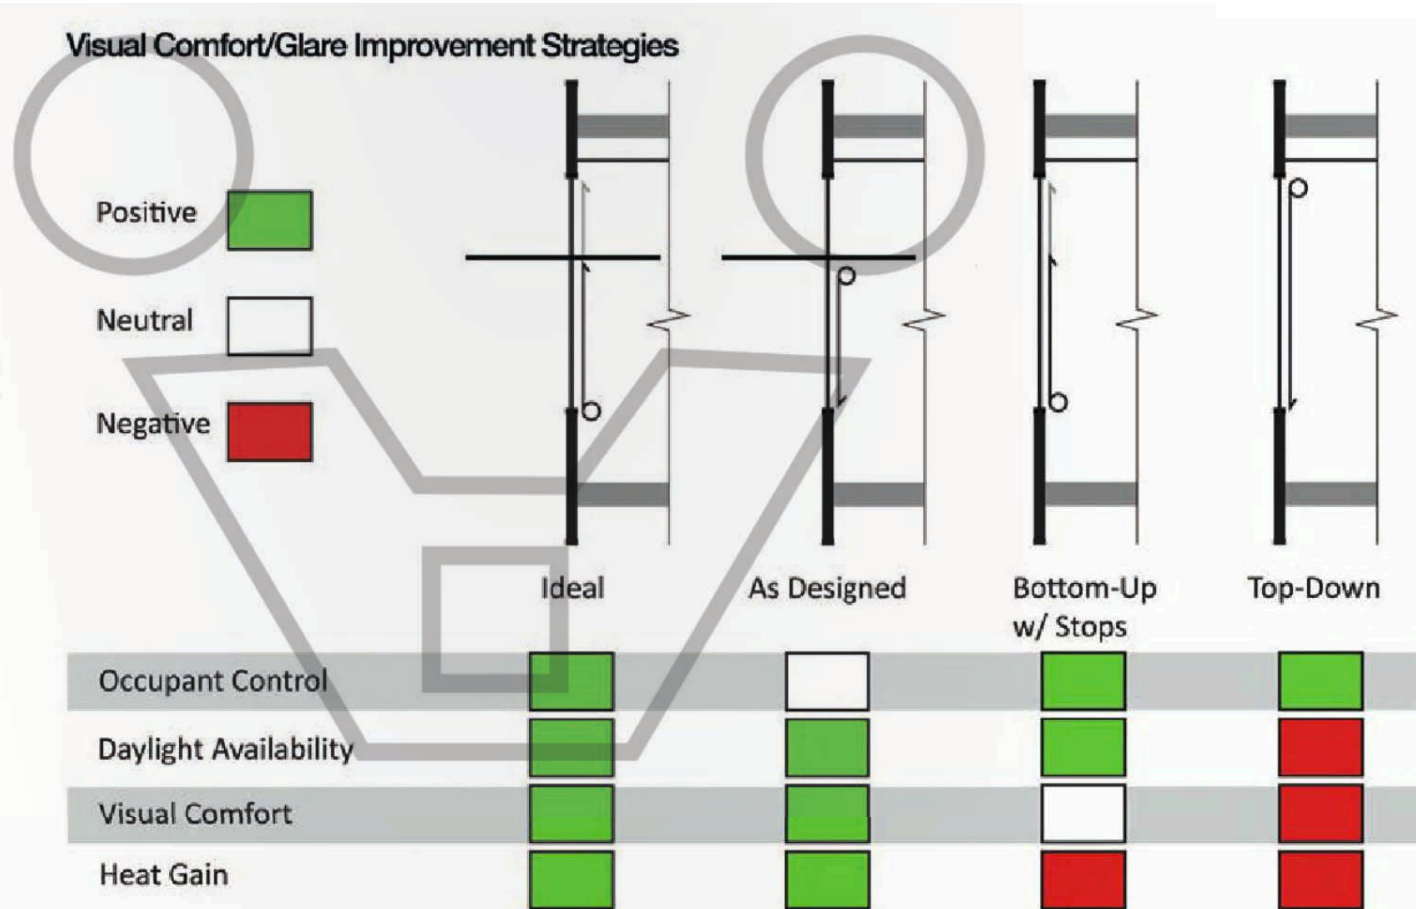 Visual Comfort/Glare Improvement Strategies
Positive
Neutral
Negative
Ideal
As Designed
Bottom-Up
w/ Stops
Top-Down
Occupant Control
Daylight Availability
Visual Comfort
Heat Gain